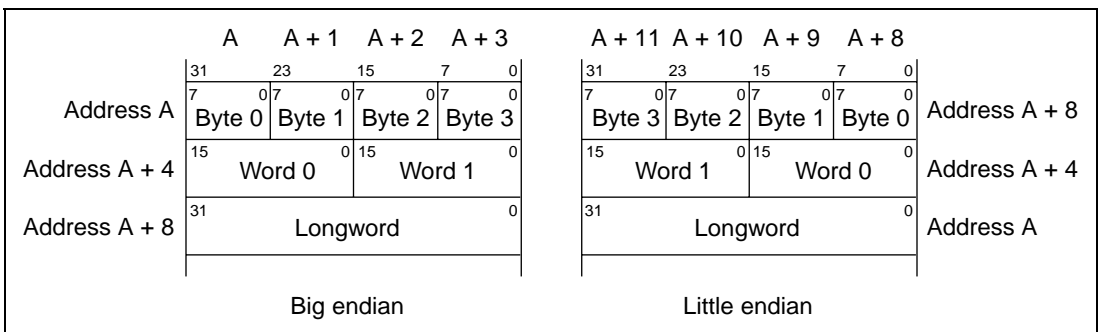 A A + 1 A + 2 A + 3 A + 11 A + 10 A + 9 A + 8
31 23 15 7 0 31 23 15 7 0
7 0 7 0 7 0 7 0 7 0 7 0 7 0 7 0
Address A Byte 0 Byte 1 Byte 2 Byte 3 Byte 3 Byte 2 Byte 1 Byte 0 Address A + 8
15 0 15 0 15 0 15 0
Address A + 4 Word 0 Word 1 Word 1 Word 0 Address A + 4
31 0 31 0
Address A + 8 Longword Longword Address A
Big endian Little endian